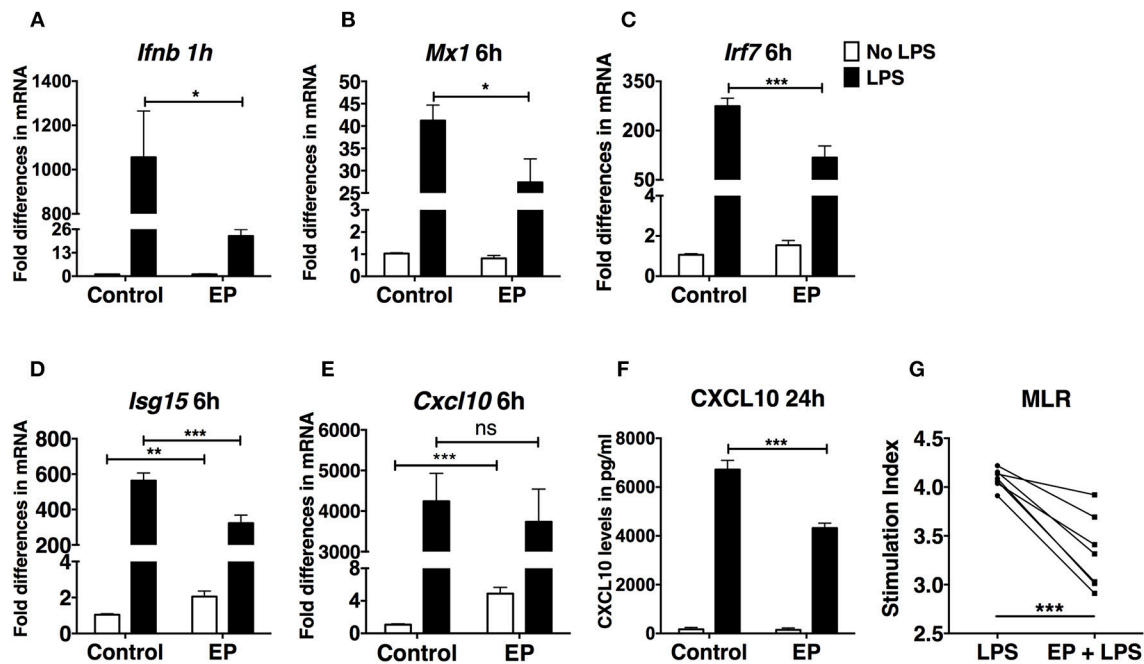 A
Ifnb 1h
Fold differences in mRNA
1400
1200
1000
800
26
13
0
*
Control EP
B
Mx1 6h
Fold differences in mRNA
50
45
40
35
30
25
3
2
1
0
*
Control EP
C
Irf7 6h
Fold differences in mRNA
350
250
150
50
4
2
0
***
Control EP
No LPS
LPS
D
Isg15 6h
Fold differences in mRNA
800
600
400
200
4
2
0
***
**
Control EP
E
Cxcl10 6h
Fold differences in mRNA
6000
5000
4000
3000
8
4
0
ns
***
Control EP
F
CXCL10 24h
CXCL10 levels in pg/ml
8000
6000
4000
2000
0
***
Control EP
G
MLR
Stimulation Index
4.5
4.0
3.5
3.0
2.5
***
LPS EP + LPS